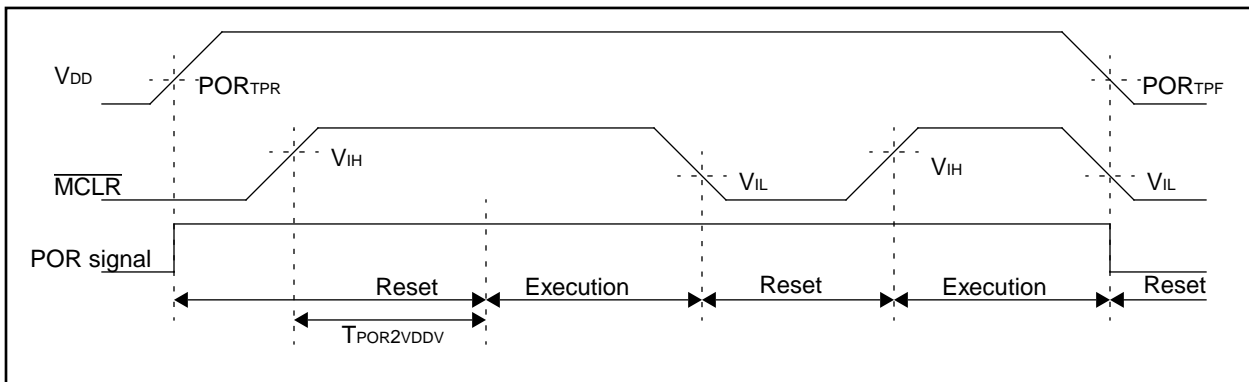 VDD
PORTPR
PORTPF
MCLR
VIH
VIL
VIH
VIL
POR signal
Reset
Execution
Reset
Execution
Reset
TPOR2VDDV